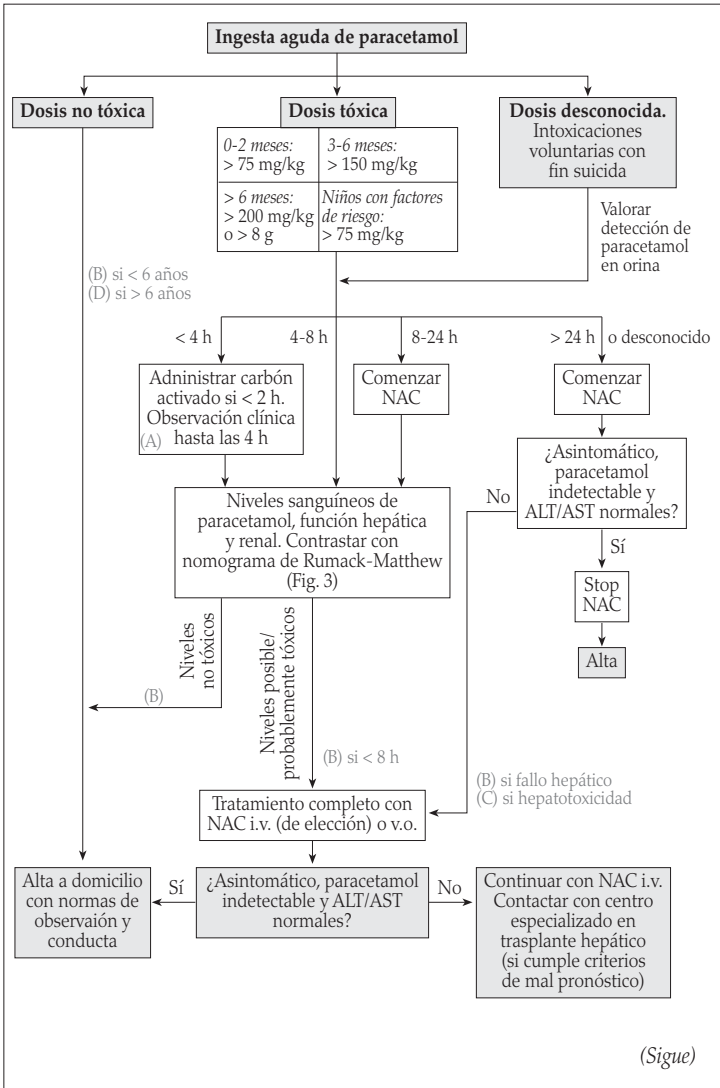 Ingesta aguda de paracetamol
Dosis no tóxica
Dosis tóxica
0-2 meses:
> 75 mg/kg
3-6 meses:
> 150 mg/kg
> 6 meses:
> 200 mg/kg
o > 8 g
Niños con factores
de riesgo:
> 75 mg/kg
Dosis desconocida.
Intoxicaciones
voluntarias con
fin suicida
Valorar
detección de
paracetamol
en orina
(B) si < 6 años
(D) si > 6 años
< 4 h
4-8 h
8-24 h
> 24 h o desconocido
Adninistrar carbón
activado si < 2 h.
Observación clínica
(A) hasta las 4 h
Comenzar
NAC
Comenzar
NAC
¿Asintomático,
paracetamol
indetectable y
ALT/AST normales?
No
Sí
Stop
NAC
Alta
Niveles sanguíneos de
paracetamol, función hepática
y renal. Contrastar con
nomograma de Rumack-Matthew
(Fig. 3)
Niveles
no tóxicos
(B)
Niveles posible/
probablemente tóxicos
(B) si < 8 h
(B) si fallo hepático
(C) si hepatotoxicidad
Tratamiento completo con
NAC i.v. (de elección) o v.o.
Alta a domicilio
con normas de
observaión y
conducta
Sí
¿Asintomático, paracetamol
indetectable y ALT/AST
normales?
No
Continuar con NAC i.v.
Contactar con centro
especializado en
trasplante hepático
(si cumple criterios
de mal pronóstico)
(Sigue)